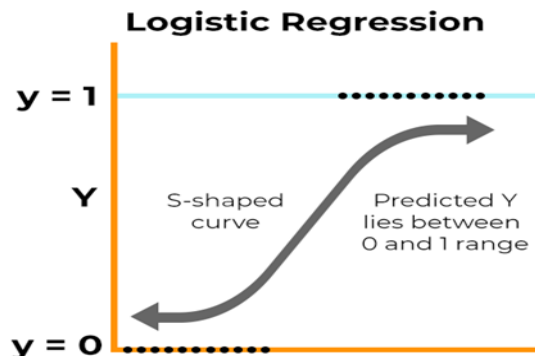 Logistic Regression
y = 1
Y
S-shaped
curve
Predicted Y
lies between
0 and 1 range
y = 0